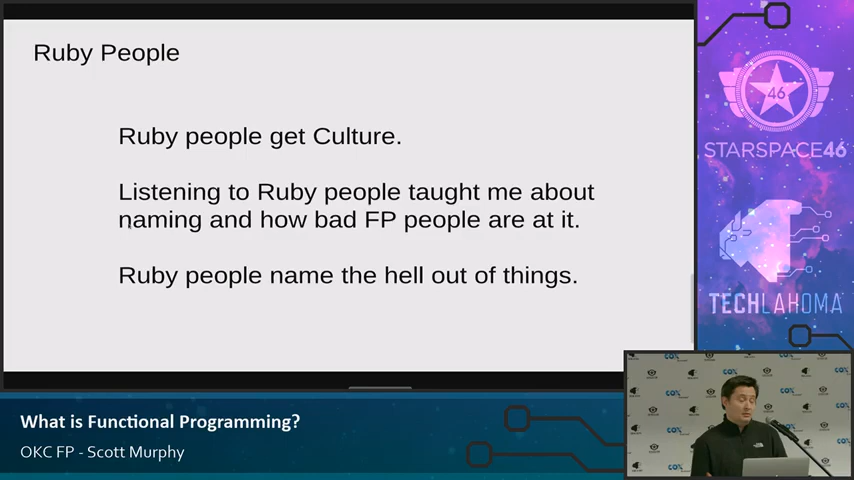 Ruby People
Ruby people get Culture.
Listening to Ruby people taught me about
naming and how bad FP people are at it.
Ruby people name the hell out of things.
46
STARSPACE46
TECHLAHOMA
What is Functional Programming?
OKC FP - Scott Murphy
COX